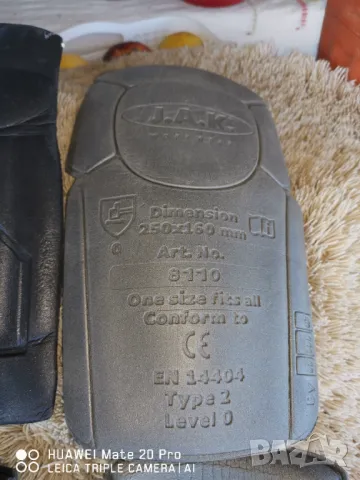 J.A.K.
Dimension
250x160 mm
Art. No.
8110
One size fits all
Conform to
CE
EN 14404
Type 2
Level 0
HUAWEI Mate 20 Pro
LEICA TRIPLE CAMERA | AI
bazar